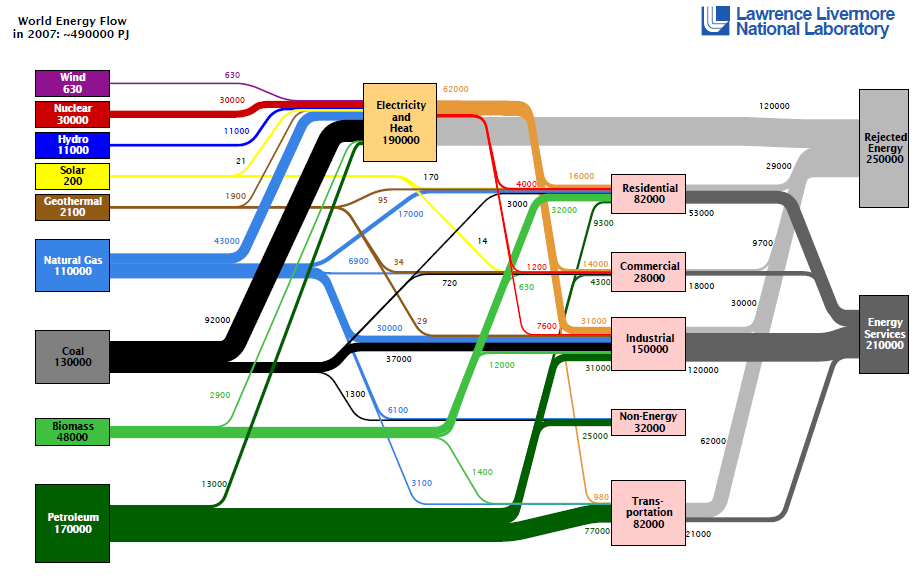 World Energy Flow
in 2007: ~490000 PJ
Lawrence Livermore
National Laboratory
Wind
630
630
Nuclear
30000
30000
Hydro
11000
11000
Solar
200
21
170
Geothermal
2100
1900
95
34
29
Natural Gas
110000
43000
17000
6900
30000
6100
3100
Coal
130000
92000
3000
720
37000
1300
Biomass
48000
2900
32000
630
12000
1400
Petroleum
170000
13000
9300
4300
31000
25000
77000
Electricity
and
Heat
190000
62000
120000
16000
14000
31000
980
4000
1200
7600
14
Residential
82000
29000
53000
Commercial
28000
9700
18000
Industrial
150000
30000
120000
Non-Energy
32000
Trans-
portation
82000
62000
21000
Rejected
Energy
250000
Energy
Services
210000